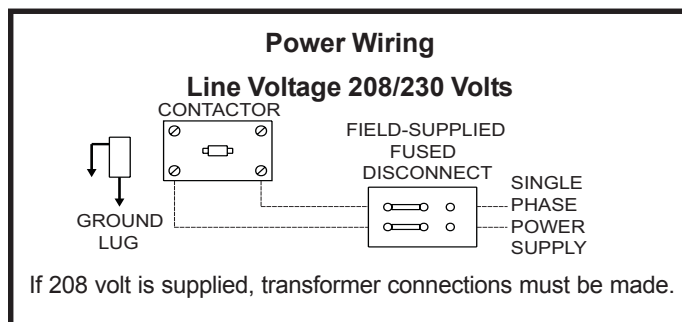 Power Wiring
Line Voltage 208/230 Volts
CONTACTOR
FIELD-SUPPLIED
FUSED
DISCONNECT
SINGLE
PHASE
POWER
SUPPLY
GROUND
LUG
If 208 volt is supplied, transformer connections must be made.